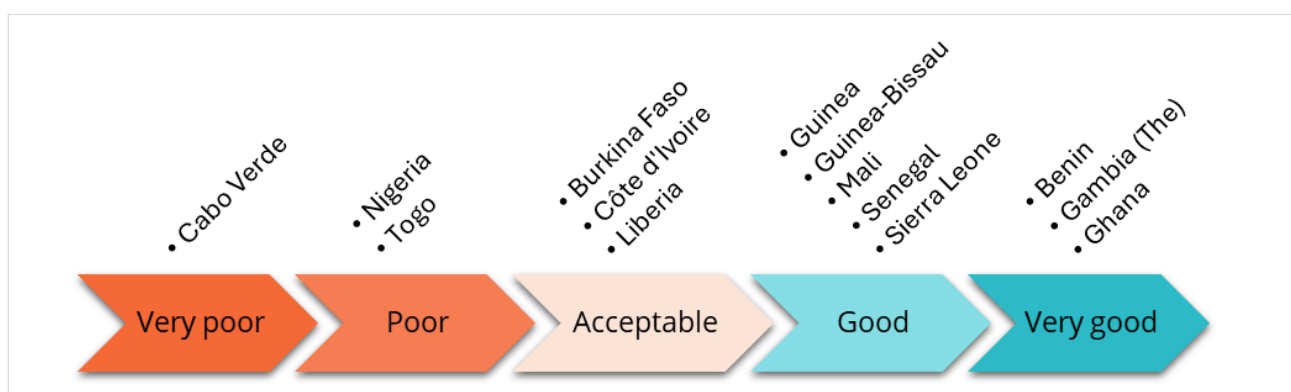 • Cabo Verde
• Nigeria
• Togo
• Burkina Faso
• Côte d'Ivoire
• Liberia
• Guinea
• Guinea-Bissau
• Mali
• Senegal
• Sierra Leone
• Benin
• Gambia (The)
• Ghana
Very poor
Poor
Acceptable
Good
Very good